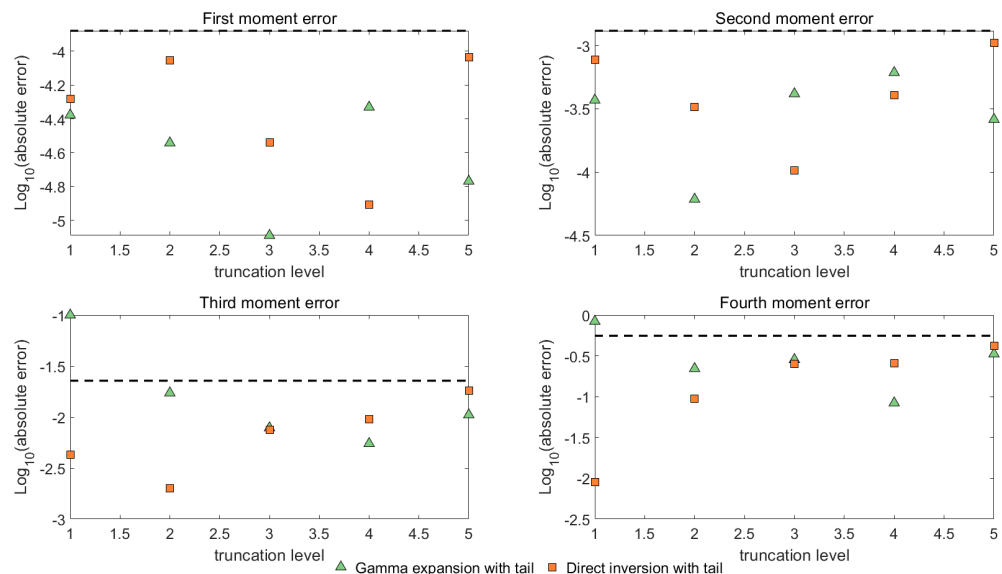 First moment error
Log10(absolute error)
-4
-4.2
-4.4
-4.6
-4.8
-5
1 1.5 2 2.5 3 3.5 4 4.5 5
truncation level
Second moment error
Log10(absolute error)
-3
-3.5
-4
-4.5
1 1.5 2 2.5 3 3.5 4 4.5 5
truncation level
Third moment error
Log10(absolute error)
-1
-1.5
-2
-2.5
-3
1 1.5 2 2.5 3 3.5 4 4.5 5
truncation level
Fourth moment error
Log10(absolute error)
0
-0.5
-1
-1.5
-2
-2.5
1 1.5 2 2.5 3 3.5 4 4.5 5
truncation level
Gamma expansion with tail Direct inversion with tail